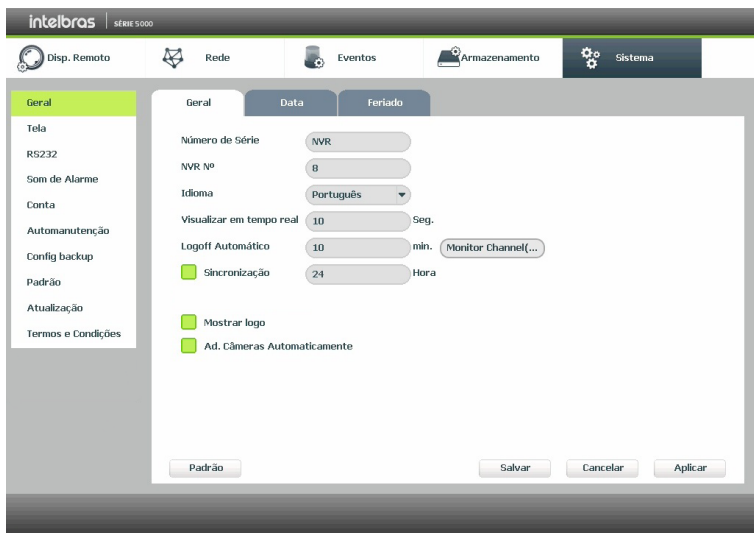 intelbras SÉRIE 5000
Disp. Remoto Rede Eventos Armazenamento Sistema
Geral
Tela
RS232
Som de Alarme
Conta
Automanutenção
Config backup
Padrão
Atualização
Termos e Condições
Geral Data Feriado
Número de Série NVR
NVR Nº 8
Idioma Português
Visualizar em tempo real 10 Seg.
Logoff Automático 10 min. Monitor Channel(...
Sincronização 24 Hora
Mostrar logo
Ad. Câmeras Automaticamente
Padrão Salvar Cancelar Aplicar